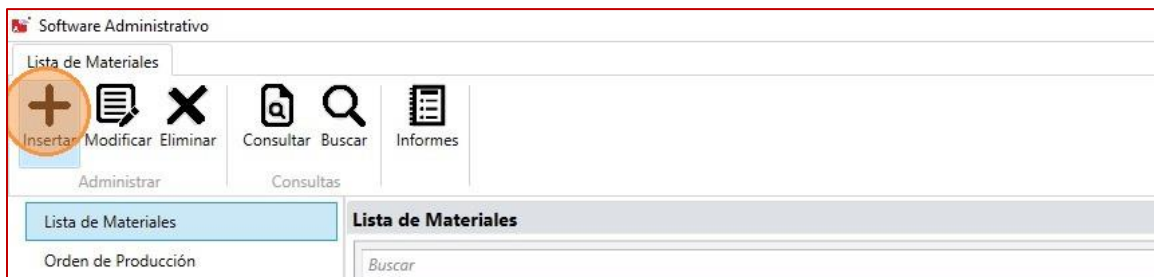 Software Administrativo
Lista de Materiales
Insertar Modificar Eliminar Consultar Buscar Informes
Administrar Consultas
Lista de Materiales Lista de Materiales
Orden de Producción Buscar